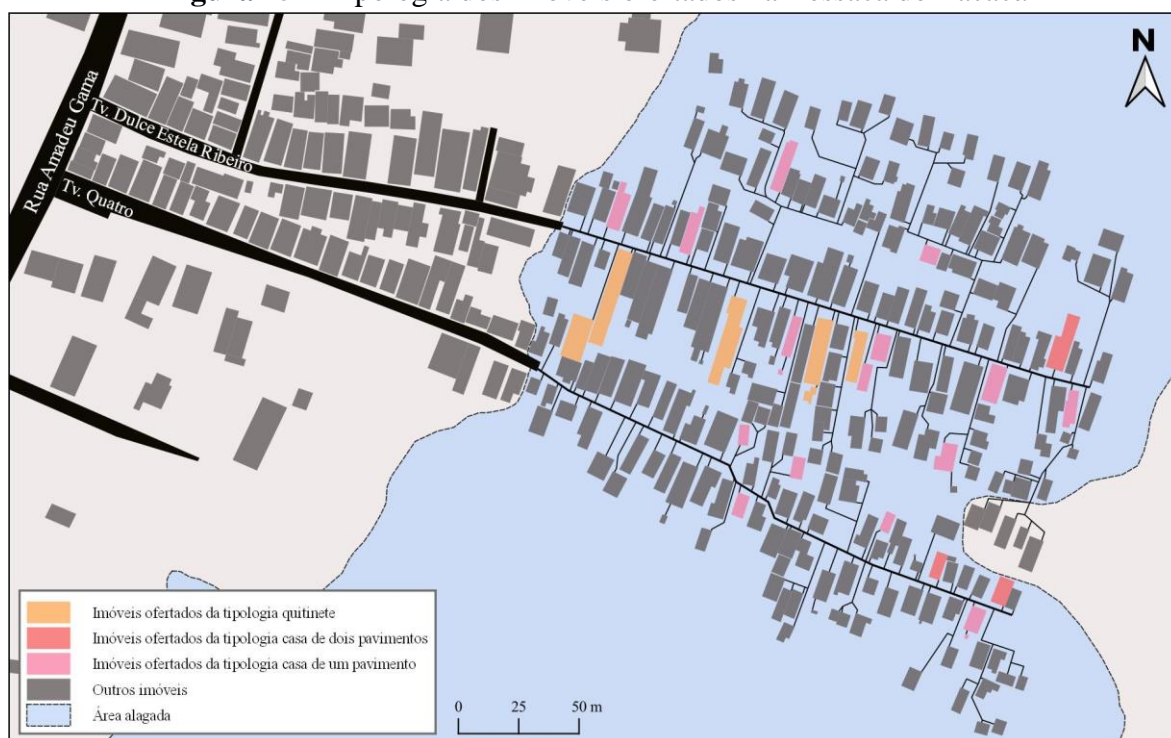 N
Rua Amadeu Gama
Tv. Dulce Estela Ribeiro
Tv. Quatro
Imóveis ofertados da tipologia quitinete
Imóveis ofertados da tipologia casa de dois pavimentos
Imóveis ofertados da tipologia casa de um pavimento
Outros imóveis
Área alagada
0 25 50 m